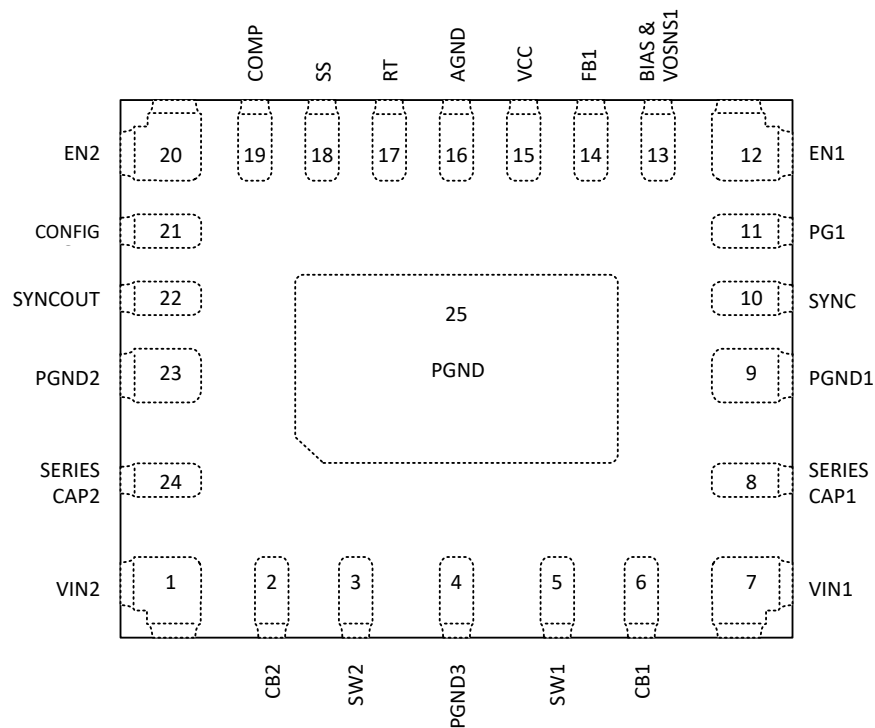 COMP
SS
RT
AGND
VCC
FB1
BIAS &
VOSNS1
EN2
20
19
18
17
16
15
14
13
12
EN1
CONFIG
21
11
PG1
SYNCOUT
22
10
SYNC
25
PGND2
23
PGND
9
PGND1
SERIES
CAP2
24
8
SERIES
CAP1
VIN2
1
2
3
4
5
6
7
VIN1
CB2
SW2
PGND3
SW1
CB1